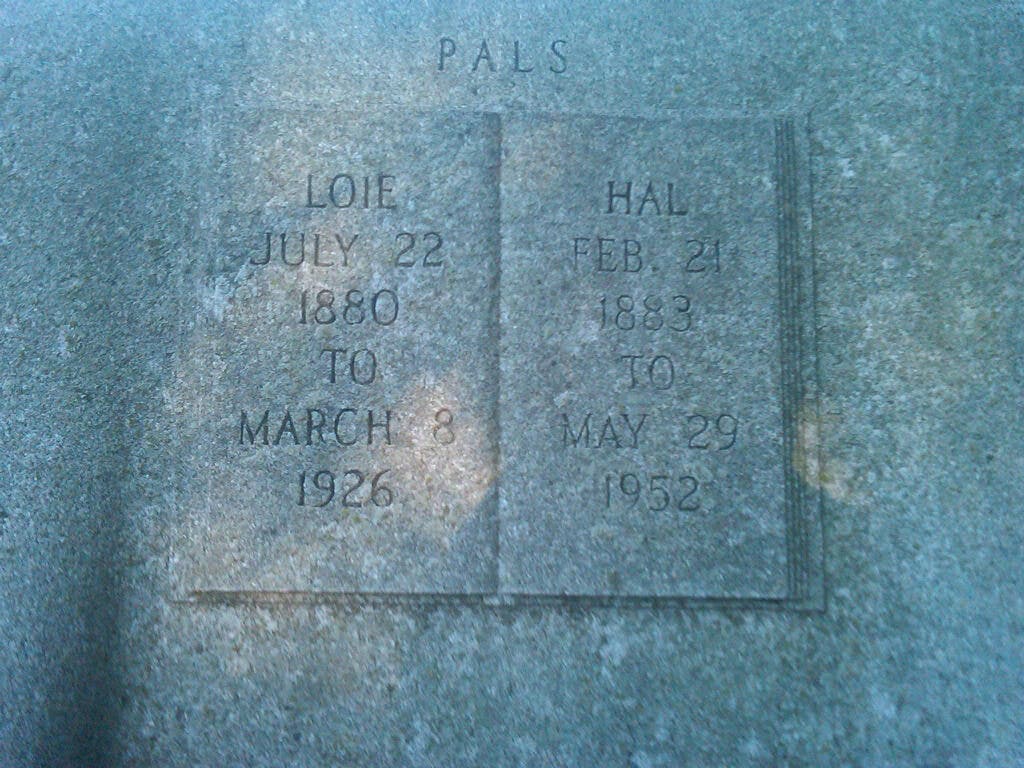 PALS
LOIE
JULY 22
1880
TO
MARCH 8
1926
HAL
FEB. 21
1883
TO
MAY 29
1952